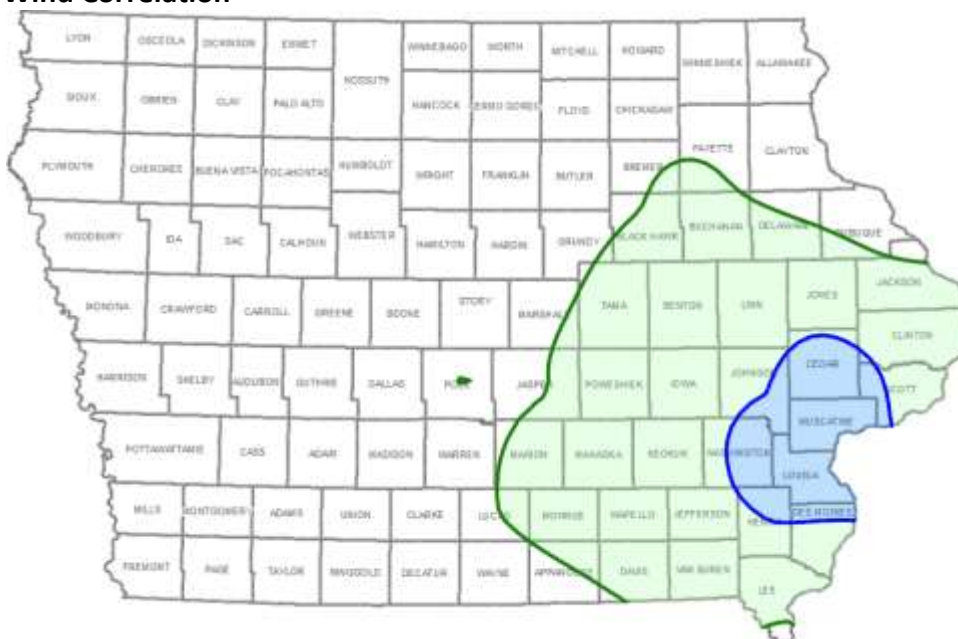 Wind Correlation
LYON OSCEOLA DICKINSON EMMET WINNEBAGO WORTH MITCHELL HOWARD WINNESHIEK ALLAMAKEE
KOSSUTH
SIOUX OBRIEN CLAY PALO ALTO HANCOCK CERRO GORDO FLOYD CHICKASAW
PLYMOUTH CHEROKEE BUENA VISTA POCAHONTAS HUMBOLDT WRIGHT FRANKLIN BUTLER BREMER FAYETTE CLAYTON
WOODBURY IDA SAC CALHOUN WEBSTER HAMILTON HARDIN GRUNDY BLACK HAWK BUCHANAN DELAWARE DUBUQUE
MONONA CRAWFORD CARROLL GREENE BOONE STORY MARSHALL TAMA BENTON LINN JONES JACKSON
CLINTON
HARRISON SHELBY AUDUBON GUTHRIE DALLAS POLK JASPER POWESHIEK IOWA JOHNSON CEDAR SCOTT
POTTAWATTAMIE CASS ADAIR MADISON WARREN MARION MAHASKA KEOKUK WASHINGTON MUSCATINE
LOUISA
MILLS MONTGOMERY ADAMS UNION CLARKE LUCAS MONROE WAPELLO JEFFERSON HENRY DES MOINES
FREMONT PAGE TAYLOR RINGGOLD DECATUR WAYNE APPANOOSE DAVIS VAN BUREN LEE